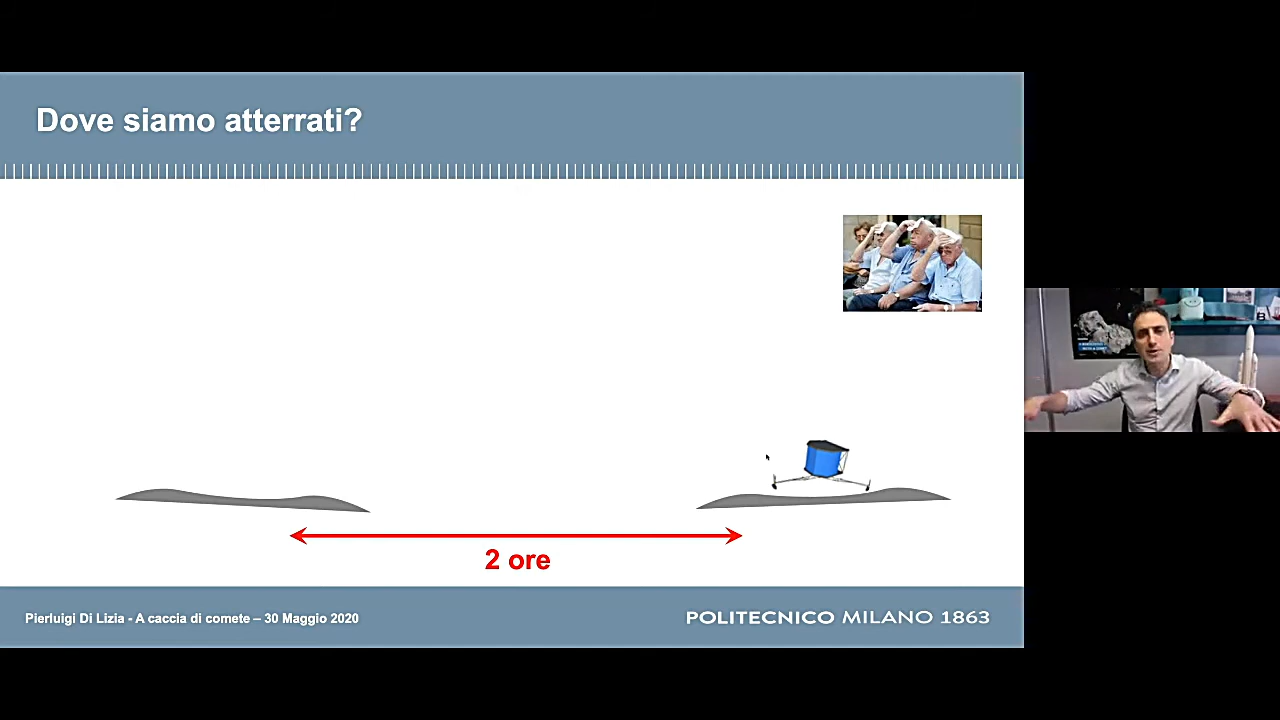 Dove siamo atterrati?
2 ore
Pierluigi Di Lizia - A caccia di comete – 30 Maggio 2020
POLITECNICO MILANO 1863